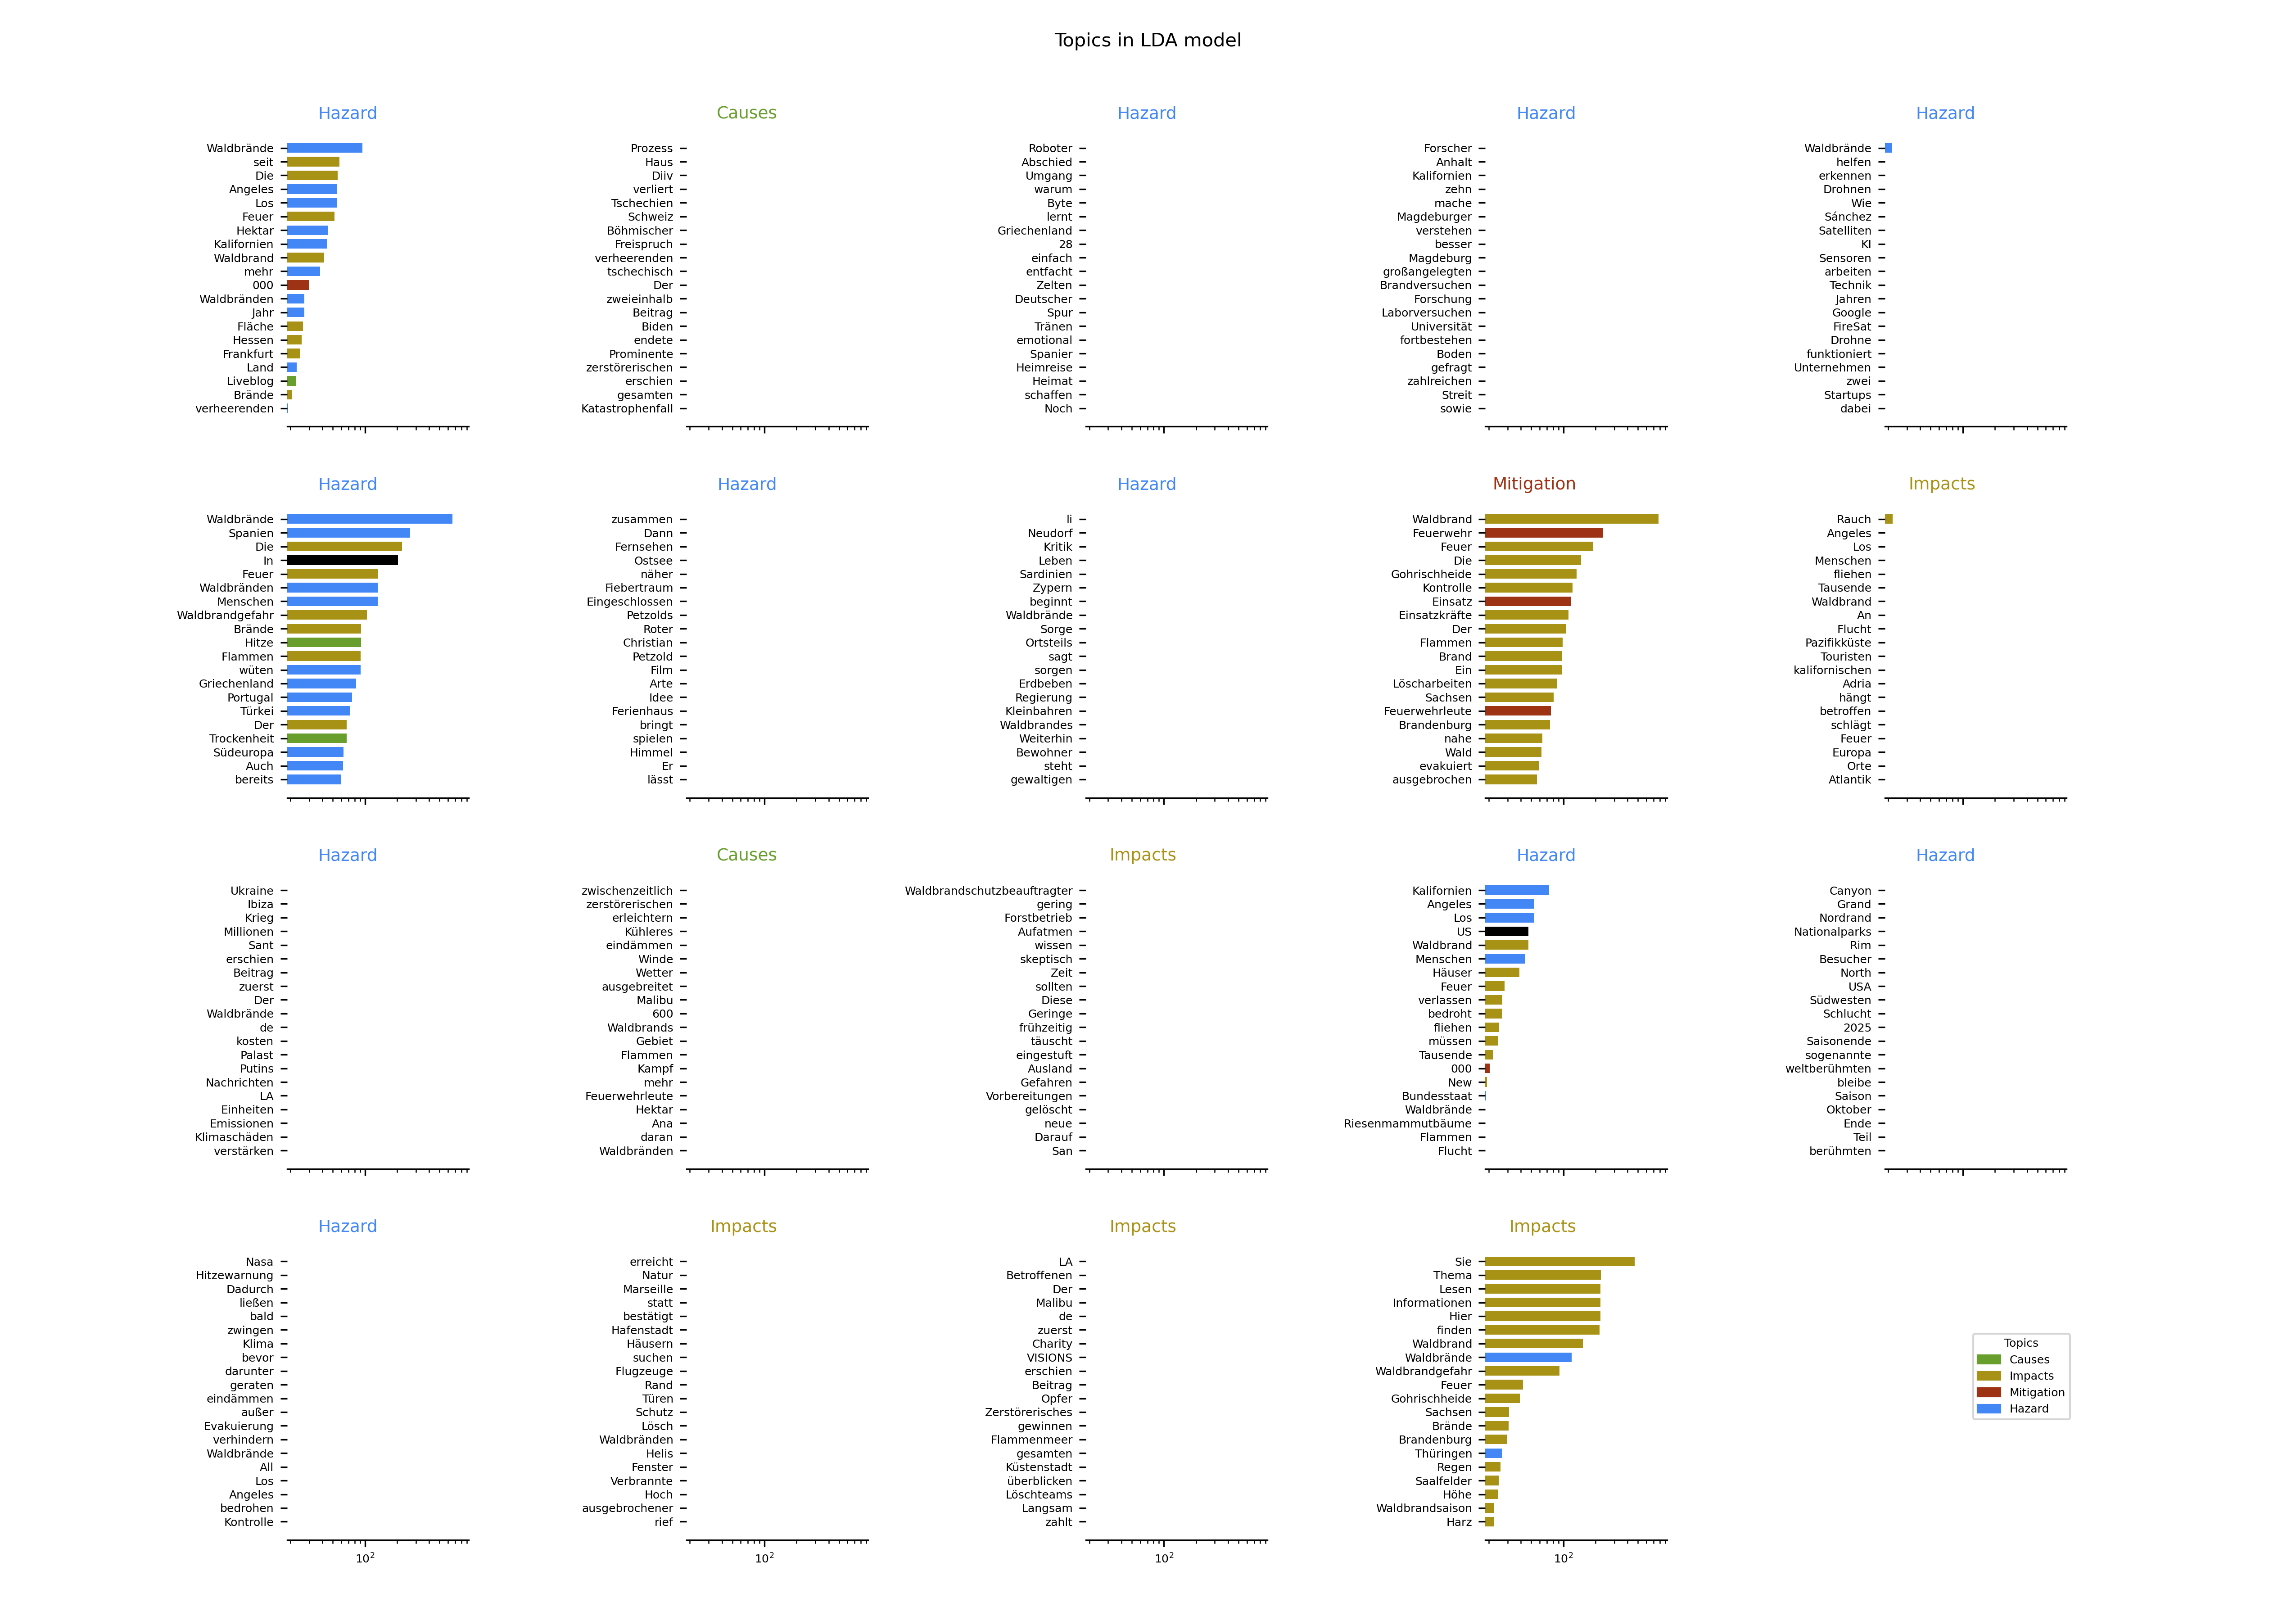 Topics in LDA model
Hazard
Waldbrände
seit
Die
Angeles
Los
Feuer
Hektar
Kalifornien
Waldbrand
mehr
000
Waldbränden
Jahr
Fläche
Hessen
Frankfurt
Land
Liveblog
Brände
verheerenden
Causes
Prozess
Haus
Diiv
verliert
Tschechien
Schweiz
Böhmischer
Freispruch
verheerenden
tschechisch
Der
zweieinhalb
Beitrag
Biden
endete
Prominente
zerstörerischen
erschien
gesamten
Katastrophenfall
Hazard
Roboter
Abschied
Umgang
warum
Byte
lernt
Griechenland
28
einfach
entfacht
Zelten
Deutscher
Spur
Tränen
emotional
Spanier
Heimreise
Heimat
schaffen
Noch
Hazard
Forscher
Anhalt
Kalifornien
zehn
mache
Magdeburger
verstehen
besser
Magdeburg
großangelegten
Brandversuchen
Forschung
Laborversuchen
Universität
fortbestehen
Boden
gefragt
zahlreichen
Streit
sowie
Hazard
Waldbrände
helfen
erkennen
Drohnen
Wie
Sánchez
Satelliten
KI
Sensoren
arbeiten
Technik
Jahren
Google
FireSat
Drohne
funktioniert
Unternehmen
zwei
Startups
dabei
Hazard
Waldbrände
Spanien
Die
In
Feuer
Waldbränden
Menschen
Waldbrandgefahr
Brände
Hitze
Flammen
wüten
Griechenland
Portugal
Türkei
Der
Trockenheit
Südeuropa
Auch
bereits
Hazard
zusammen
Dann
Fernsehen
Ostsee
näher
Fiebertraum
Eingeschlossen
Petzolds
Roter
Christian
Petzold
Film
Arte
Idee
Ferienhaus
bringt
spielen
Himmel
Er
lässt
Hazard
li
Neudorf
Kritik
Leben
Sardinien
Zypern
beginnt
Waldbrände
Sorge
Ortsteils
sagt
sorgen
Erdbeben
Regierung
Kleinbahren
Waldbrandes
Weiterhin
Bewohner
steht
gewaltigen
Mitigation
Waldbrand
Feuerwehr
Feuer
Die
Gohrischheide
Kontrolle
Einsatz
Einsatzkräfte
Der
Flammen
Brand
Ein
Löscharbeiten
Sachsen
Feuerwehrleute
Brandenburg
nahe
Wald
evakuiert
ausgebrochen
Impacts
Rauch
Angeles
Los
Menschen
fliehen
Tausende
Waldbrand
An
Flucht
Pazifikküste
Touristen
kalifornischen
Adria
hängt
betroffen
schlägt
Feuer
Europa
Orte
Atlantik
Hazard
Ukraine
Ibiza
Krieg
Millionen
Sant
erschien
Beitrag
zuerst
Der
Waldbrände
de
kosten
Palast
Putins
Nachrichten
LA
Einheiten
Emissionen
Klimaschäden
verstärken
Causes
zwischenzeitlich
zerstörerischen
erleichtern
Kühleres
eindämmen
Winde
Wetter
ausgebreitet
Malibu
600
Waldbrands
Gebiet
Flammen
Kampf
mehr
Feuerwehrleute
Hektar
Ana
daran
Waldbränden
Impacts
Waldbrandschutzbeauftragter
gering
Forstbetrieb
Aufatmen
wissen
skeptisch
Zeit
sollten
Diese
Geringe
frühzeitig
täuscht
eingestuft
Ausland
Gefahren
Vorbereitungen
gelöscht
neue
Darauf
San
Hazard
Kalifornien
Angeles
Los
US
Waldbrand
Menschen
Häuser
Feuer
verlassen
bedroht
fliehen
müssen
Tausende
000
New
Bundesstaat
Waldbrände
Riesenmammutbäume
Flammen
Flucht
Hazard
Canyon
Grand
Nordrand
Nationalparks
Rim
Besucher
North
USA
Südwesten
Schlucht
2025
Saisonende
sogenannte
weltberühmten
bleibe
Saison
Oktober
Ende
Teil
berühmten
Hazard
Nasa
Hitzewarnung
Dadurch
ließen
bald
zwingen
Klima
bevor
darunter
geraten
eindämmen
außer
Evakuierung
verhindern
Waldbrände
All
Los
Angeles
bedrohen
Kontrolle
10²
Impacts
erreicht
Natur
Marseille
statt
bestätigt
Hafenstadt
Häusern
suchen
Flugzeuge
Rand
Türen
Schutz
Lösch
Waldbränden
Helis
Fenster
Verbrannte
Hoch
ausgebrochener
rief
10²
Impacts
LA
Betroffenen
Der
Malibu
de
zuerst
Charity
VISIONS
erschien
Beitrag
Opfer
Zerstörerisches
gewinnen
Flammenmeer
gesamten
Küstenstadt
überblicken
Löschteams
Langsam
zahlt
10²
Impacts
Sie
Thema
Lesen
Informationen
Hier
finden
Waldbrand
Waldbrände
Waldbrandgefahr
Feuer
Gohrischheide
Sachsen
Brände
Brandenburg
Thüringen
Regen
Saalfelder
Höhe
Waldbrandsaison
Harz
10²
Topics
Causes
Impacts
Mitigation
Hazard